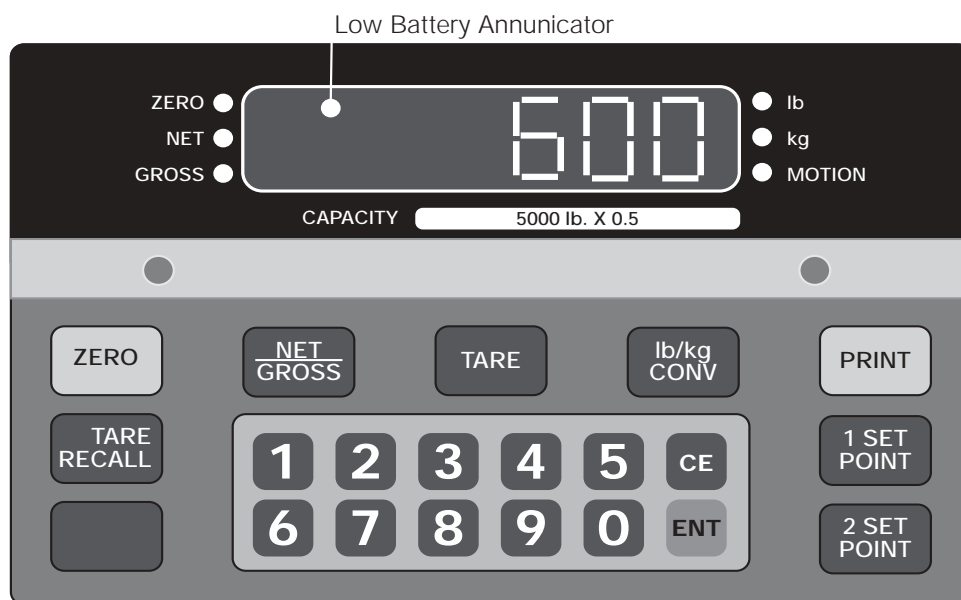 Low Battery Annunicator
ZERO
NET
GROSS
600
lb
kg
MOTION
CAPACITY
5000 lb. X 0.5
ZERO
NET
GROSS
TARE
lb/kg
CONV
PRINT
TARE
RECALL
1 2 3 4 5 CE
6 7 8 9 0 ENT
1 SET
POINT
2 SET
POINT